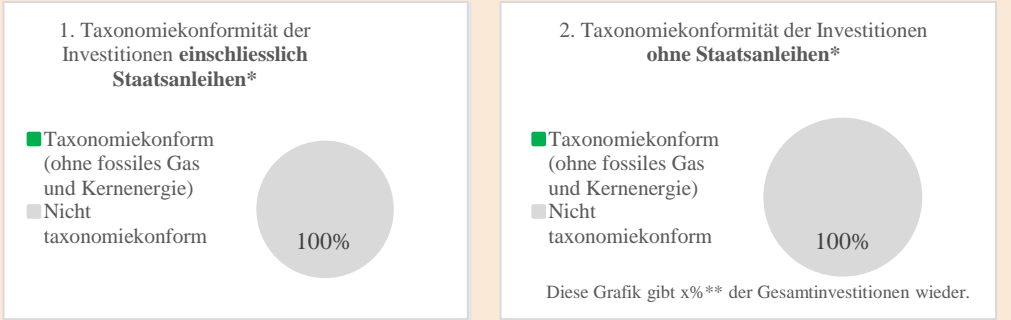 1. Taxonomiekonformität der
Investitionen einschliesslich
Staatsanleihen*
Taxonomiekonform
(ohne fossiles Gas
und Kernenergie)
Nicht
taxonomiekonform
100%
2. Taxonomiekonformität der Investitionen
ohne Staatsanleihen*
Taxonomiekonform
(ohne fossiles Gas
und Kernenergie)
Nicht
taxonomiekonform
100%
Diese Grafik gibt x%** der Gesamtinvestitionen wieder.